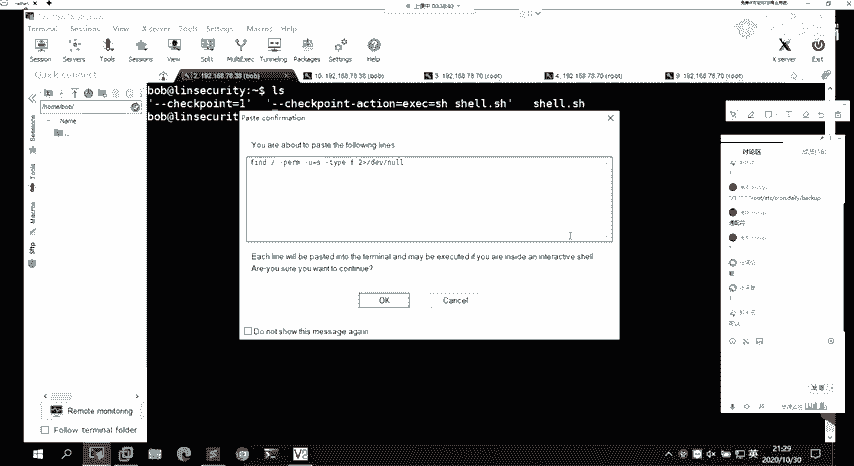 Terminal Sessions View X server Tools Settings Macros Help
Session Servers Tools Sessions View Split MultiExec Tunneling Packages Settings Help
X server Exit
Quick connect
2. 192.168.78.38 (bob)
10. 192.168.78.38 (bob)
3. 192.168.78.70 (root)
4. 192.168.78.70 (root)
9. 192.168.78.70 (root)
/home/bob/
Name
..
Sessions
Tools
Macros
Sftp
bob@linsecurity:~$ ls
'--checkpoint=1' '--checkpoint-action=exec=sh shell.sh' shell.sh
bob@linsecurit
Paste confirmation
You are about to paste the following lines
find / -perm -u=s -type f 2>/dev/null
Each line will be pasted into the terminal and may be executed if you are inside an interactive shell
Are you sure you want to continue?
OK
Cancel
Do not show this message again
讨论区
Remote monitoring
Follow terminal folder
英
21:29
2020/10/30